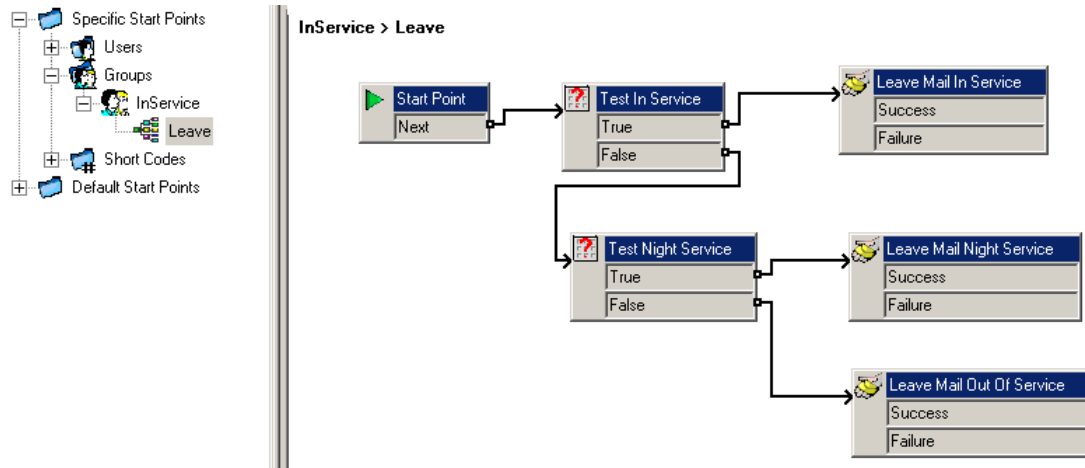 Specific Start Points
Users
Groups
InService
Leave
Short Codes
Default Start Points
InService > Leave
Start Point
Next
Test In Service
True
False
Leave Mail In Service
Success
Failure
Test Night Service
True
False
Leave Mail Night Service
Success
Failure
Leave Mail Out Of Service
Success
Failure